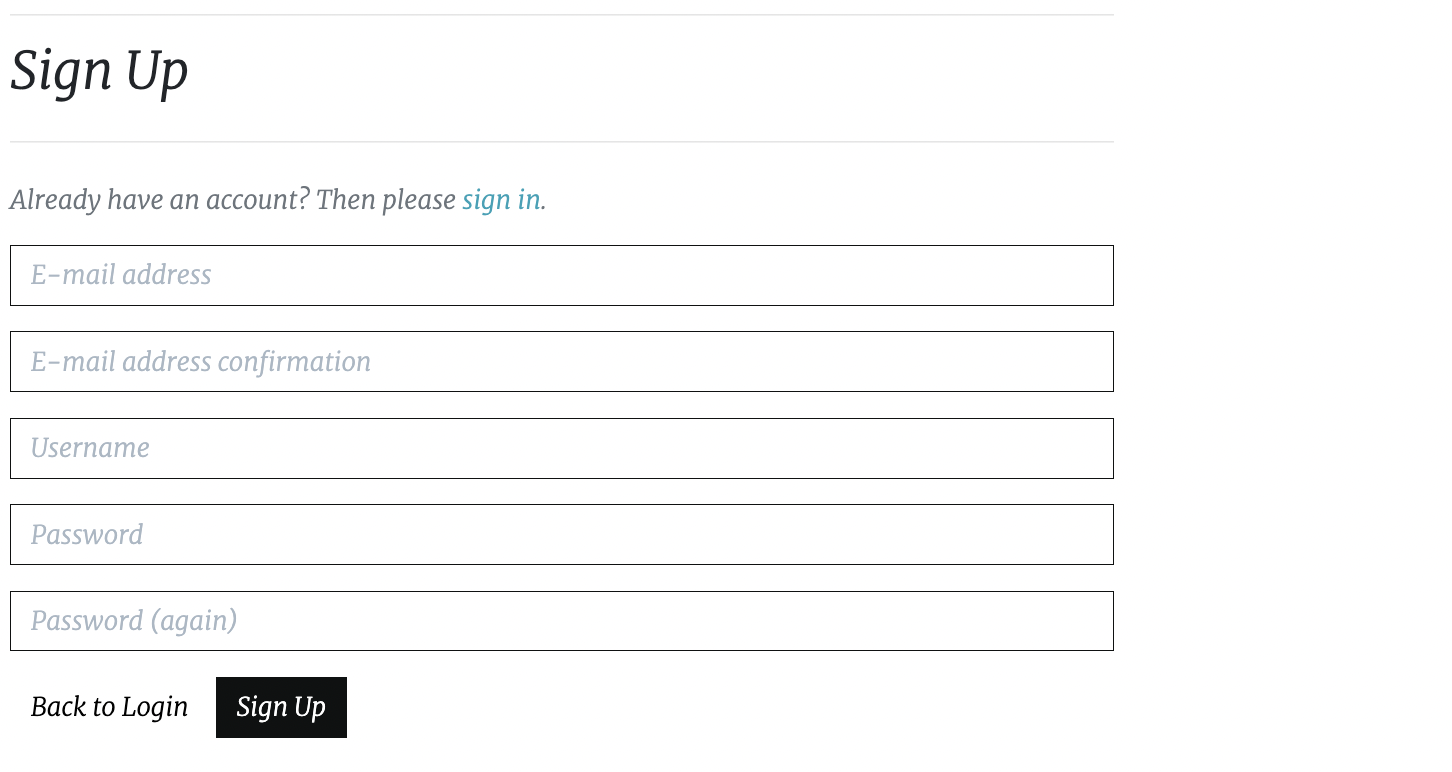 Sign Up
Already have an account? Then please sign in.
E-mail address
E-mail address confirmation
Username
Password
Password (again)
Back to Login Sign Up